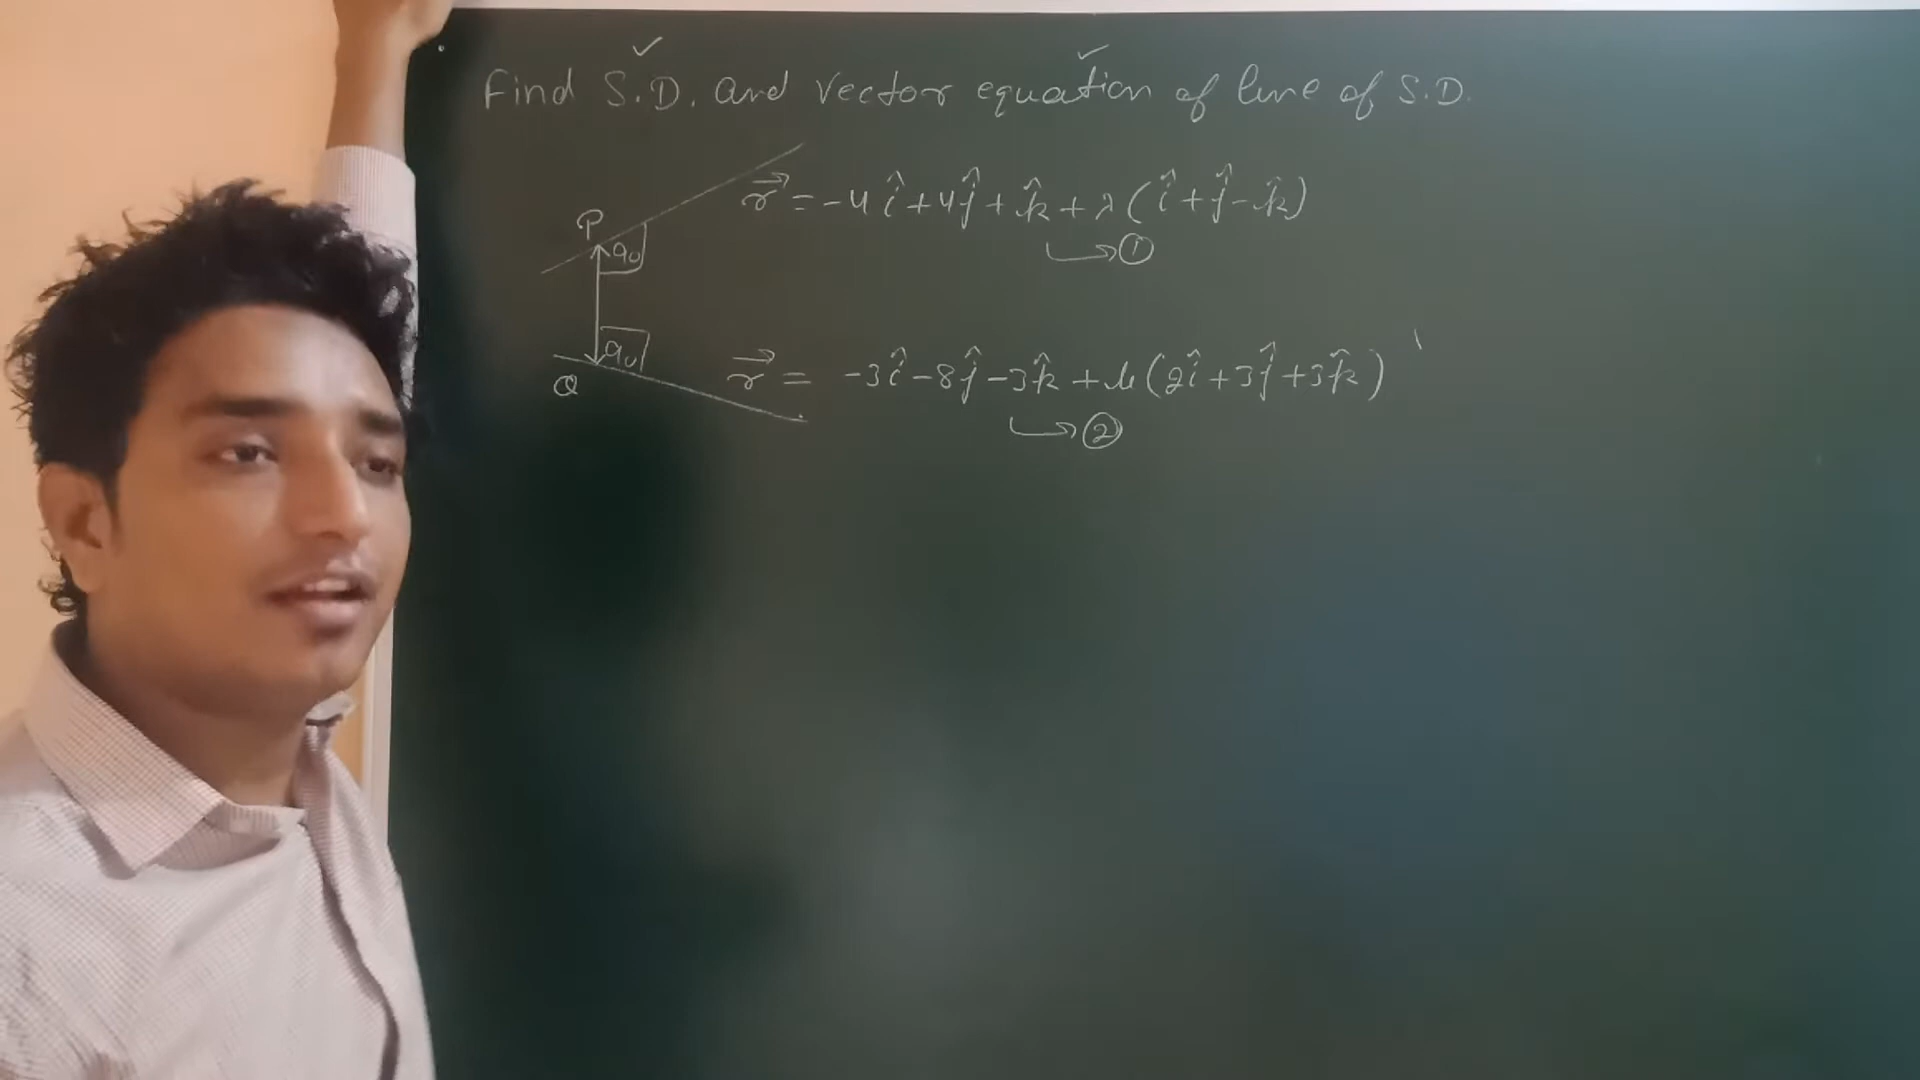 Find S.D. and vector equation of line of S.D.
P
90
r⃗ = -4î+4ĵ+k̂+λ(î+ĵ-k̂)
→①
90
Q
r⃗ = -3î-8ĵ-3k̂+μ(2î+3ĵ+3k̂)
→②